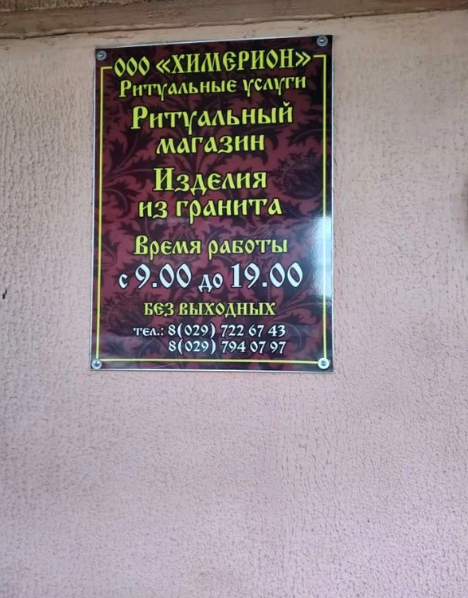 ООО «ХИМЕРИОН»
Ритуальные услуги
Ритуальный
магазин
Изделия
из гранита
Время работы
с 9.00 до 19.00
без выходных
тел.: 8(029) 722 67 43
8(029) 794 07 97